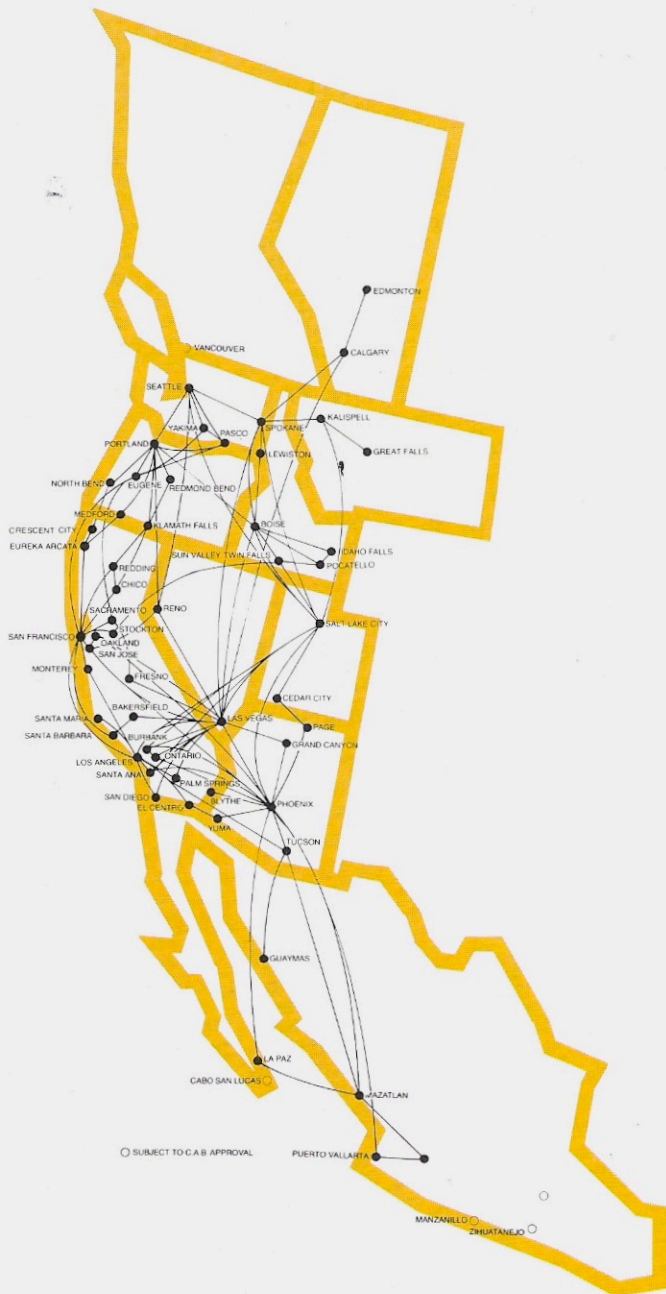 EDMONTON
CALGARY
VANCOUVER
SEATTLE
SPOKANE
KALISPELL
YAKIMA
PASCO
PORTLAND
LEWISTON
GREAT FALLS
NORTH BEND
EUGENE
REDMOND BEND
MEDFORD
CRESCENT CITY
KLAMATH FALLS
BOISE
EUREKA ARCATA
SUN VALLEY TWIN FALLS
IDAHO FALLS
POCATELLO
REDDING
CHICO
SACRAMENTO
RENO
STOCKTON
SAN FRANCISCO
OAKLAND
SALT LAKE CITY
SAN JOSE
MONTEREY
FRESNO
CEDAR CITY
BAKERSFIELD
SANTA MARIA
LAS VEGAS
PAGE
SANTA BARBARA
BURBANK
GRAND CANYON
LOS ANGELES
ONTARIO
SANTA ANA
PALM SPRINGS
SAN DIEGO
BLYTHE
EL CENTRO
PHOENIX
YUMA
TUCSON
GUAYMAS
LA PAZ
CABO SAN LUCAS
MAZATLAN
SUBJECT TO C.A.B. APPROVAL
PUERTO VALLARTA
MANZANILLO
ZIHUATANEJO